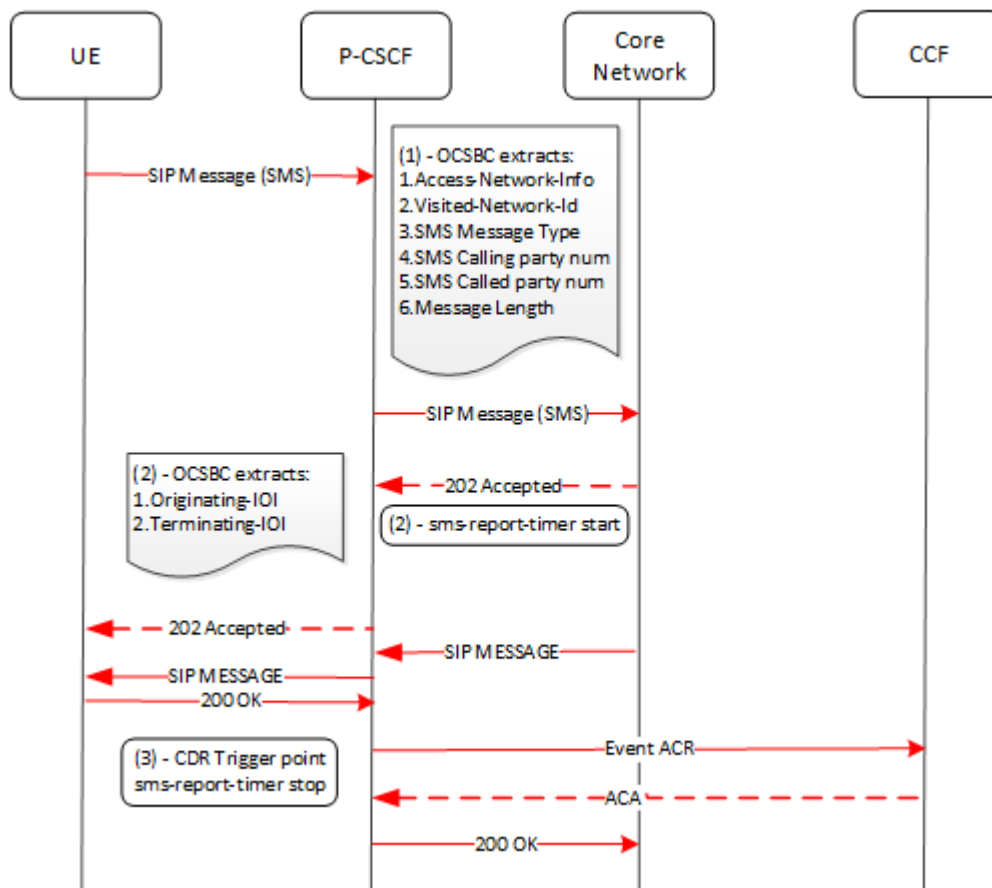 UE
P-CSCF
Core
Network
CCF
SIP Message (SMS)
(1) - OCSBC extracts:
1.Access-Network-Info
2.Visited-Network-Id
3.SMS Message Type
4.SMS Calling party num
5.SMS Called party num
6.Message Length
SIP Message (SMS)
202 Accepted
(2) - OCSBC extracts:
1.Originating-IOI
2.Terminating-IOI
(2) - sms-report-timer start
202 Accepted
SIP MESSAGE
SIP MESSAGE
200 OK
(3) - CDR Trigger point
sms-report-timer stop
Event ACR
ACA
200 OK